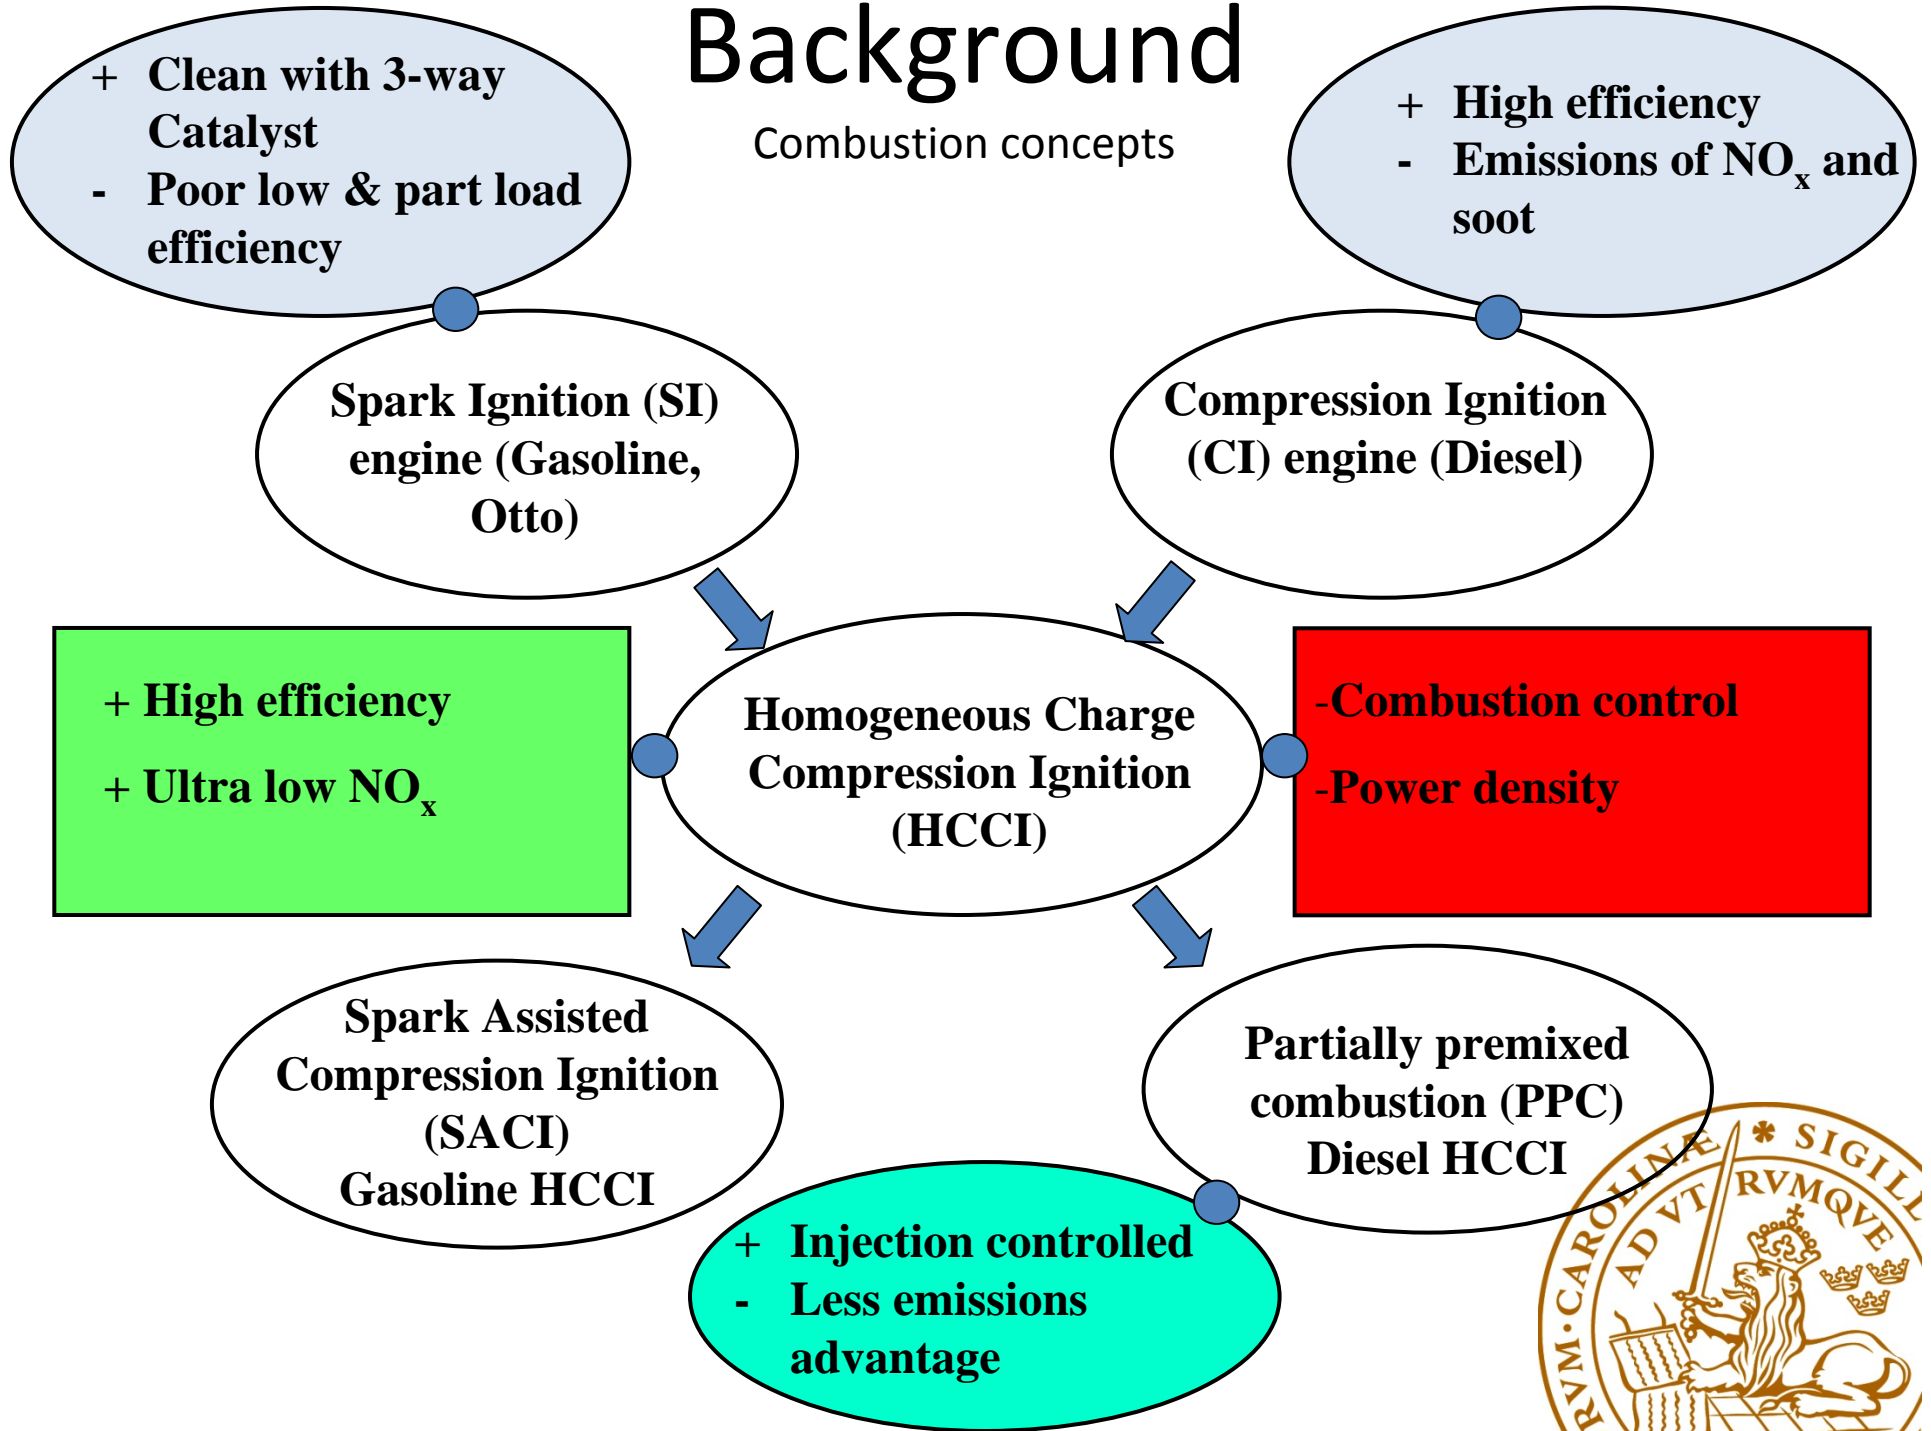 Background
Combustion concepts
+ Clean with 3-way
Catalyst
- Poor low & part load
efficiency
+ High efficiency
- Emissions of NOx and
soot
Spark Ignition (SI)
engine (Gasoline,
Otto)
Compression Ignition
(CI) engine (Diesel)
+ High efficiency
+ Ultra low NOx
Homogeneous Charge
Compression Ignition
(HCCI)
-Combustion control
-Power density
Spark Assisted
Compression Ignition
(SACI)
Gasoline HCCI
Partially premixed
combustion (PPC)
Diesel HCCI
+ Injection controlled
- Less emissions
advantage
RVM·CAROLINÆ * SIGILL
AD VTRVMQVE